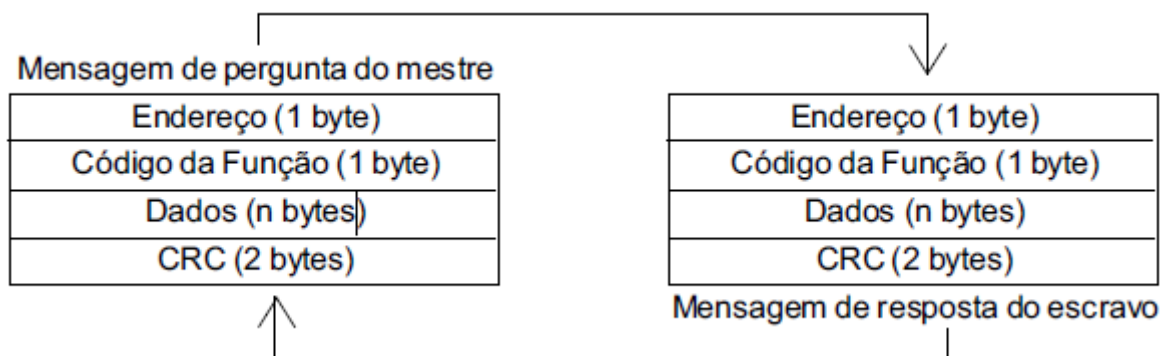 Mensagem de pergunta do mestre
Endereço (1 byte)
Código da Função (1 byte)
Dados (n bytes)
CRC (2 bytes)
Endereço (1 byte)
Código da Função (1 byte)
Dados (n bytes)
CRC (2 bytes)
Mensagem de resposta do escravo